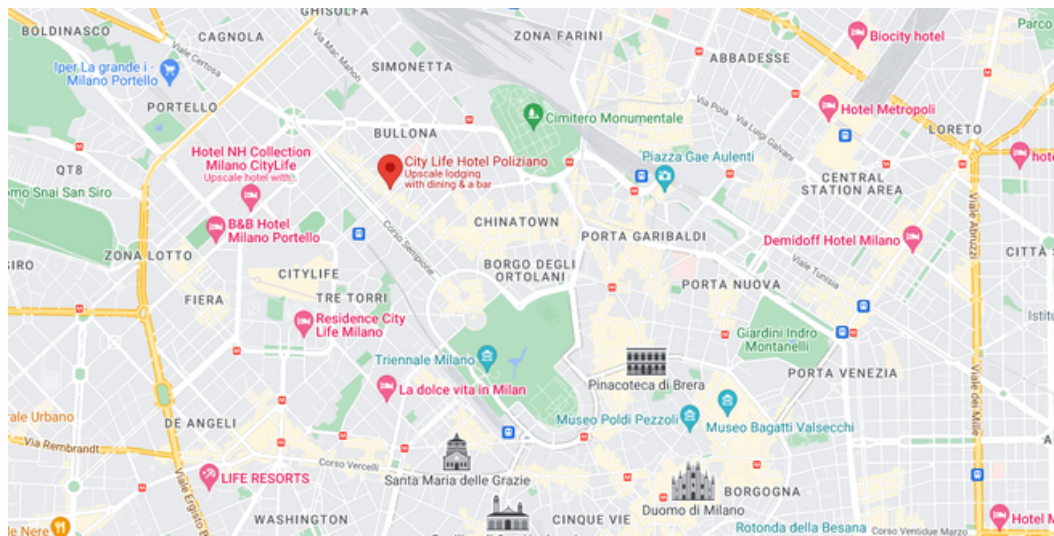 GHISOLFA
BOLDINASCO
CAGNOLA
ZONA FARINI
Biocity hotel
Parco
Viale Certosa
Via Mac Mahon
SIMONETTA
ABBADESSE
Iper La grande i -
Milano Portello
PORTELLO
Via Pola
Via Luigi Galvani
Hotel Metropoli
Cimitero Monumentale
BULLONA
LORETO
Hotel NH Collection
Milano CityLife
Upscale hotel with..
City Life Hotel Poliziano
Upscale lodging
with dining & a bar
Piazza Gae Aulenti
hot
QT8
omo Snai San Siro
CENTRAL
STATION AREA
B&B Hotel
Milano Portello
Corso Sempione
CHINATOWN
PORTA GARIBALDI
Demidoff Hotel Milano
Viale Abruzzi
CITTÀ S
SIRO
ZONA LOTTO
CITYLIFE
BORGO DEGLI
ORTOLANI
Viale Tunisia
PORTA NUOVA
FIERA
TRE TORRI
Residence City
Life Milano
Giardini Indro
Montanelli
Istitu
Triennale Milano
Pinacoteca di Brera
PORTA VENEZIA
La dolce vita in Milan
Viale dei Mille
rale Urbano
DE ANGELI
Museo Poldi Pezzoli
Museo Bagatti Valsecchi
Via Rembrandt
Corso Vercelli
LIFE RESORTS
Santa Maria delle Grazie
Viale Ergisto B
BORGOGNA
Duomo di Milano
WASHINGTON
CINQUE VIE
Rotonda della Besana
Corso Ventidue Marzo
Hotel M
le Nere